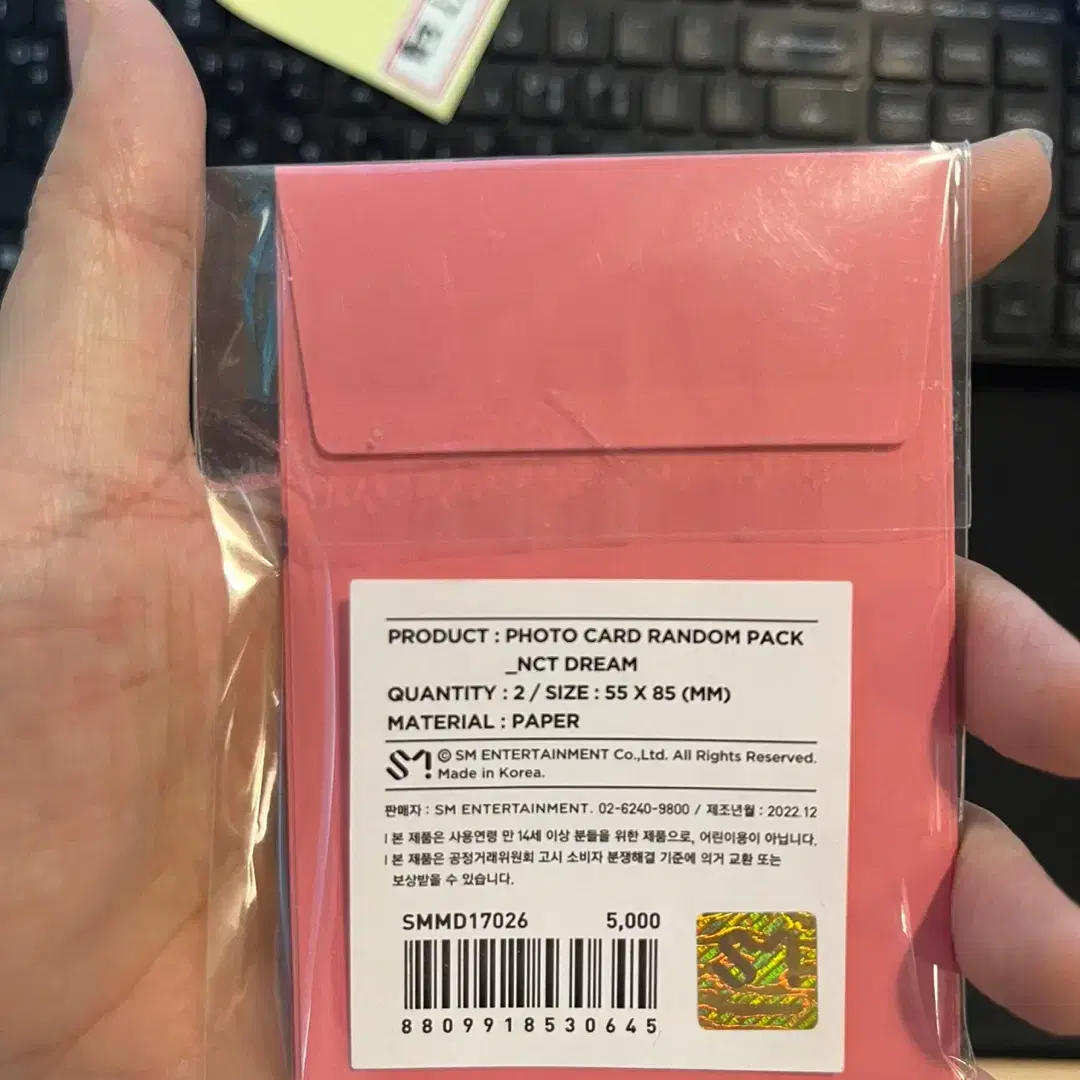 PRODUCT : PHOTO CARD RANDOM PACK
_NCT DREAM
QUANTITY : 2 / SIZE : 55 X 85 (MM)
MATERIAL : PAPER
SM! © SM ENTERTAINMENT Co.,Ltd. All Rights Reserved.
Made in Korea.
판매자 : SM ENTERTAINMENT. 02-6240-9800 / 제조년월 : 2022.12
| 본 제품은 사용연령 만 14세 이상 분들을 위한 제품으로, 어린이용이 아닙니다.
| 본 제품은 공정거래위원회 고시 소비자 분쟁해결 기준에 의거 교환 또는
보상받을 수 있습니다.
SMMD17026 5,000
8809918530645
SM!